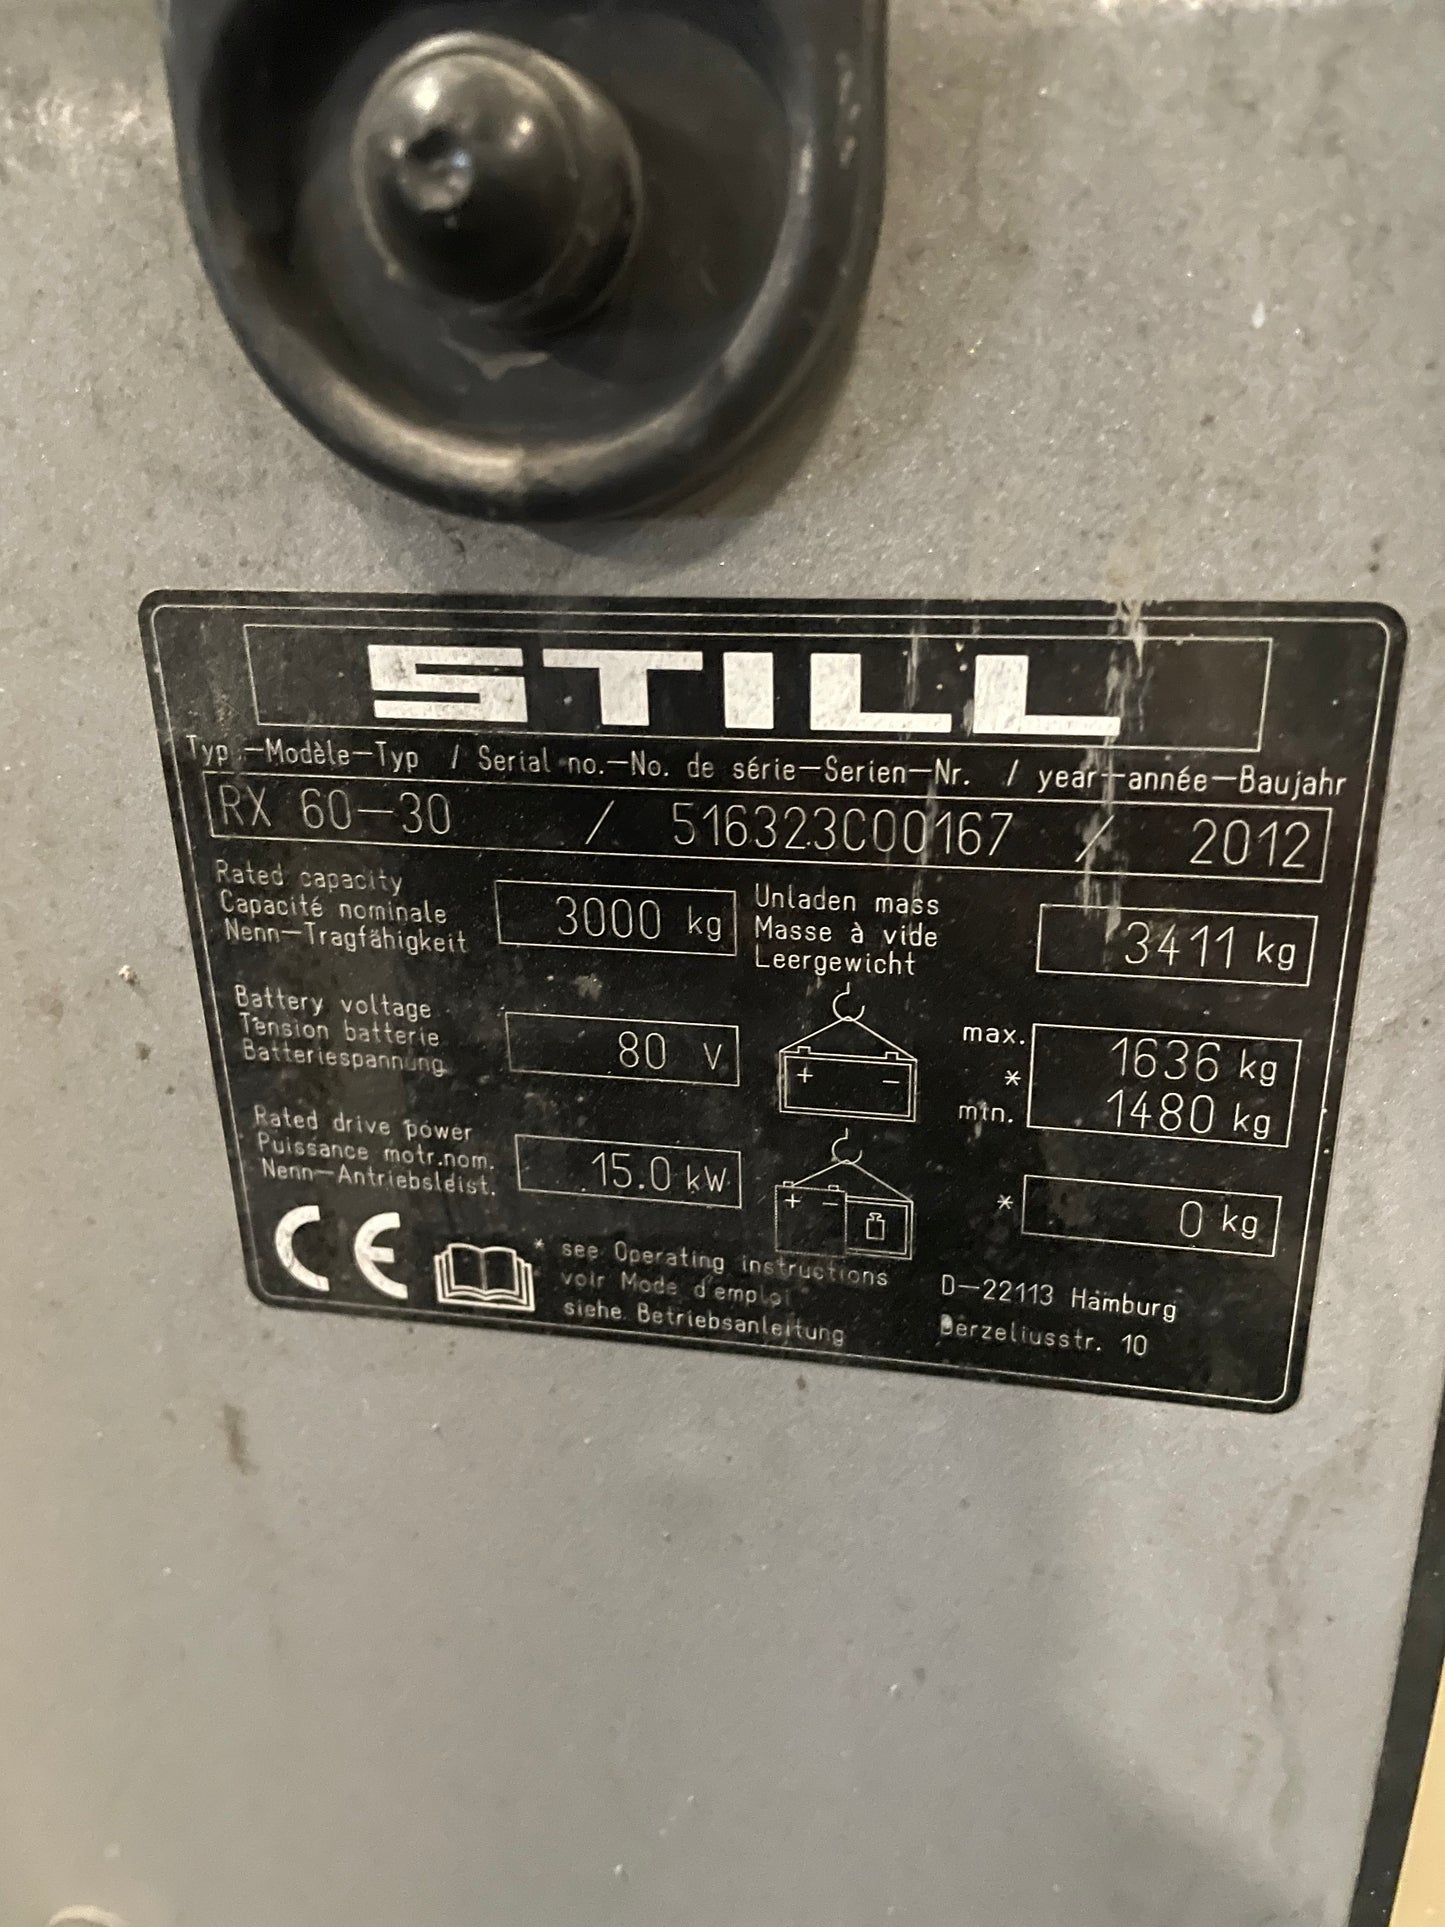 STILL
Typ.-Modèle-Typ / Serial no.-No. de série-Serien-Nr. / year-année-Baujahr
RX 60-30 / 516323C00167 / 2012
Rated capacity
Capacité nominale
Nenn-Tragfähigkeit
3000 kg
Unladen mass
Masse à vide
Leergewicht
3411 kg
Battery voltage
Tension batterie
Batteriespannung
80 V
+ -
max.
*
min.
1636 kg
1480 kg
Rated drive power
Puissance motr.nom.
Nenn-Antriebsleist.
15.0 kW
+ -
*
0 kg
CE
* see Operating instructions
voir Mode d'emploi
siehe Betriebsanleitung
D-22113 Hamburg
Berzeliusstr. 10